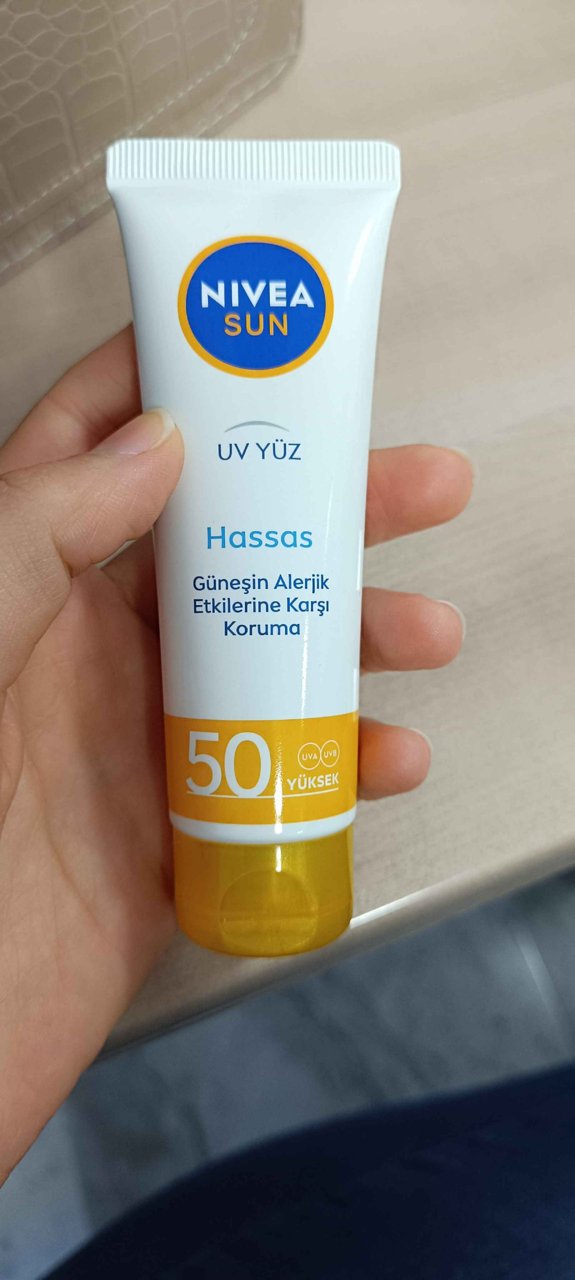 NIVEA
SUN
UV YÜZ
Hassas
Güneşin Alerjik
Etkilerine Karşı
Koruma
50
UVA UVB
YÜKSEK